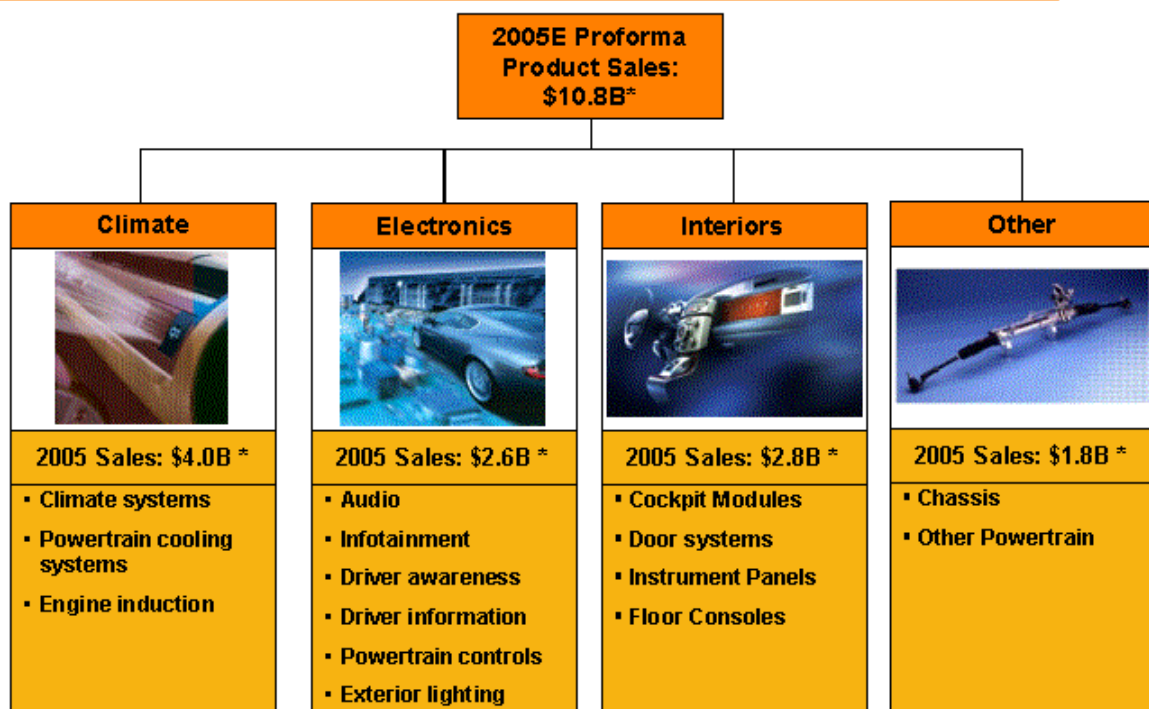 2005E Proforma
Product Sales:
$10.8B*
Climate
2005 Sales: $4.0B *
▪ Climate systems
▪ Powertrain cooling
systems
▪ Engine induction
Electronics
2005 Sales: $2.6B *
▪ Audio
▪ Infotainment
▪ Driver awareness
▪ Driver information
▪ Powertrain controls
▪ Exterior lighting
Interiors
2005 Sales: $2.8B *
▪ Cockpit Modules
▪ Door systems
▪ Instrument Panels
▪ Floor Consoles
Other
2005 Sales: $1.8B *
▪ Chassis
▪ Other Powertrain